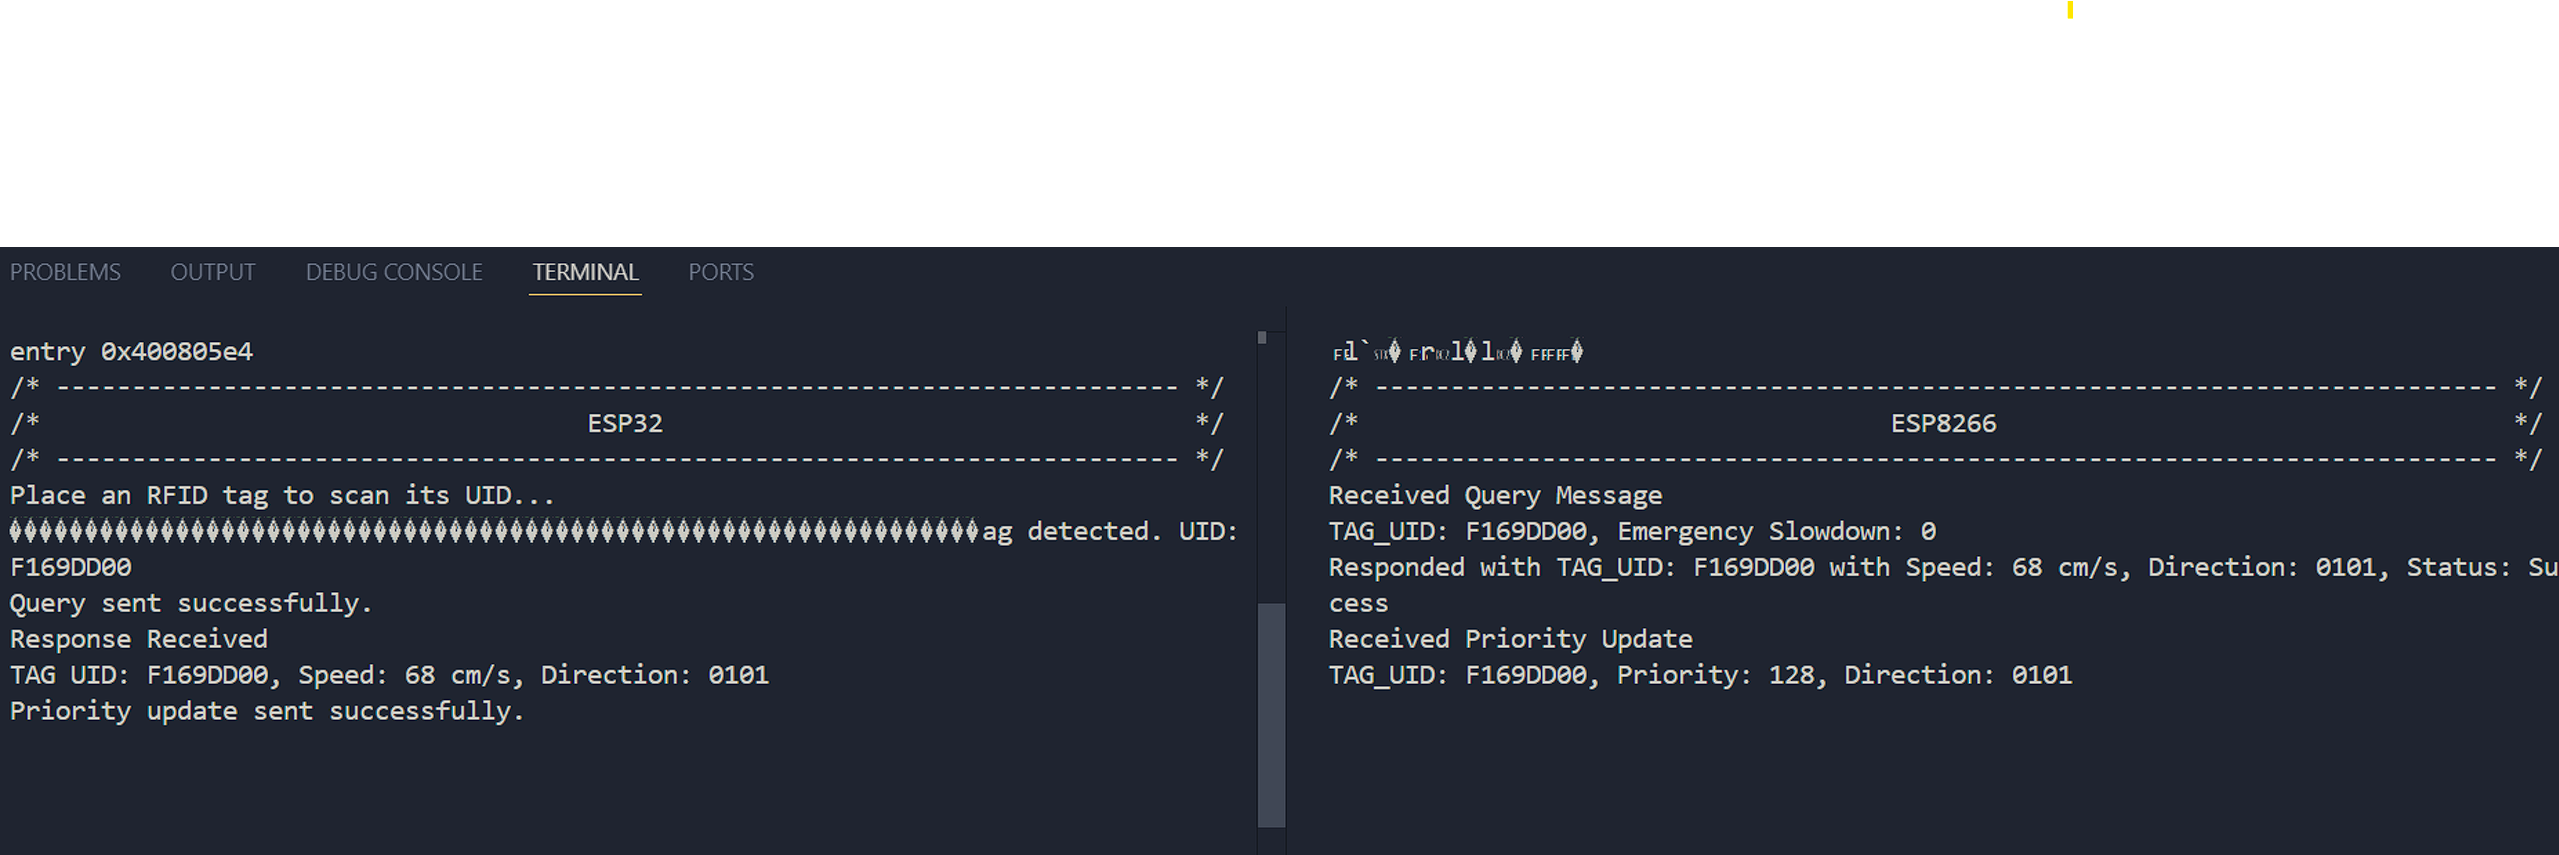 PROBLEMS OUTPUT DEBUG CONSOLE TERMINAL PORTS
entry 0x400805e4
/* -------------------------------------------------------------------------- */
/* ESP32 */
/* -------------------------------------------------------------------------- */
Place an RFID tag to scan its UID...
ag detected. UID:
F169DD00
Query sent successfully.
Response Received
TAG UID: F169DD00, Speed: 68 cm/s, Direction: 0101
Priority update sent successfully.
/* -------------------------------------------------------------------------- */
/* ESP8266 */
/* -------------------------------------------------------------------------- */
Received Query Message
TAG_UID: F169DD00, Emergency Slowdown: 0
Responded with TAG_UID: F169DD00 with Speed: 68 cm/s, Direction: 0101, Status: Su
cess
Received Priority Update
TAG_UID: F169DD00, Priority: 128, Direction: 0101